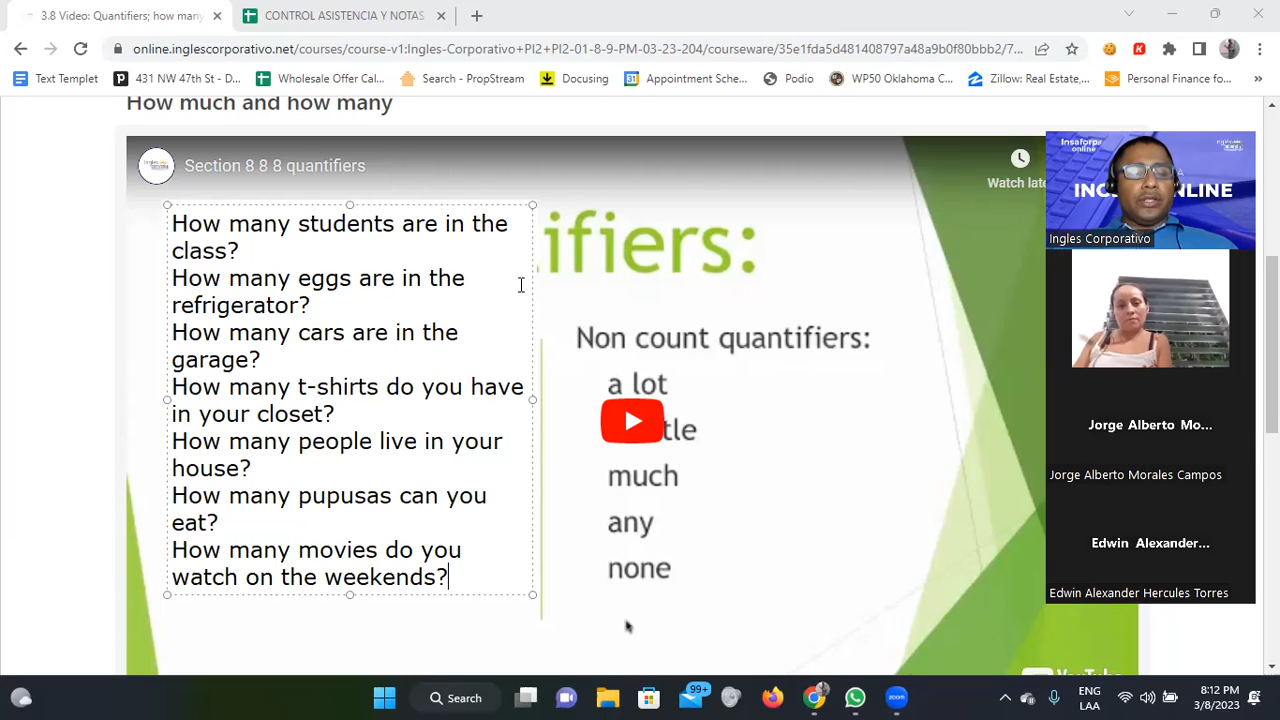 3.8 Video: Quantifiers; how many
CONTROL ASISTENCIA Y NOTAS
online.inglescorporativo.net/courses/course-v1:Ingles-Corporativo+PI2+PI2-01-8-9-PM-03-23-204/courseware/35e1fda5d481408797a48a9b0f80bbb2/7...
Text Templet
431 NW 47th St - D...
Wholesale Offer Cal...
Search - PropStream
Docusing
Appointment Sche...
Podio
WP50 Oklahoma C...
Zillow: Real Estate,...
Personal Finance fo...
How much and how many
Section 8 8 8 quantifiers
Watch late
ifiers:
How many students are in the
class?
How many eggs are in the
refrigerator?
How many cars are in the
garage?
How many t-shirts do you have
in your closet?
How many people live in your
house?
How many pupusas can you
eat?
How many movies do you
watch on the weekends?
Non count quantifiers:
a lot
tle
much
any
none
YouTube
Insaforp
online
INGL ONLINE
Ingles Corporativo
Jorge Alberto Mo...
Jorge Alberto Morales Campos
Edwin Alexander...
Edwin Alexander Hercules Torres
Search
99+
ENG
LAA
8:12 PM
3/8/2023